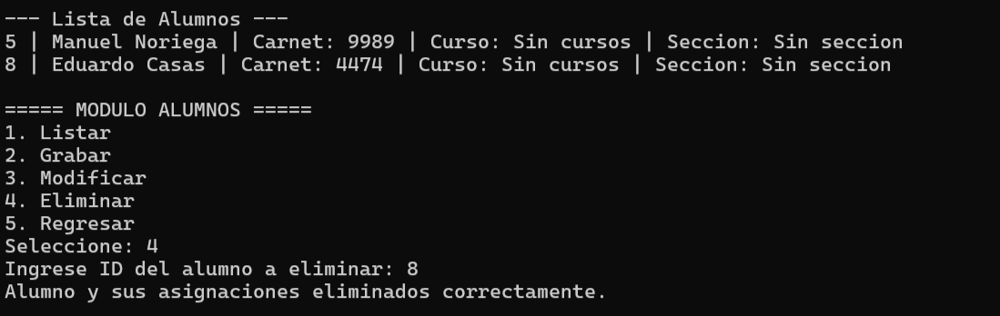 --- Lista de Alumnos ---
5 | Manuel Noriega | Carnet: 9989 | Curso: Sin cursos | Seccion: Sin seccion
8 | Eduardo Casas | Carnet: 4474 | Curso: Sin cursos | Seccion: Sin seccion
===== MODULO ALUMNOS =====
1. Listar
2. Grabar
3. Modificar
4. Eliminar
5. Regresar
Seleccione: 4
Ingrese ID del alumno a eliminar: 8
Alumno y sus asignaciones eliminados correctamente.